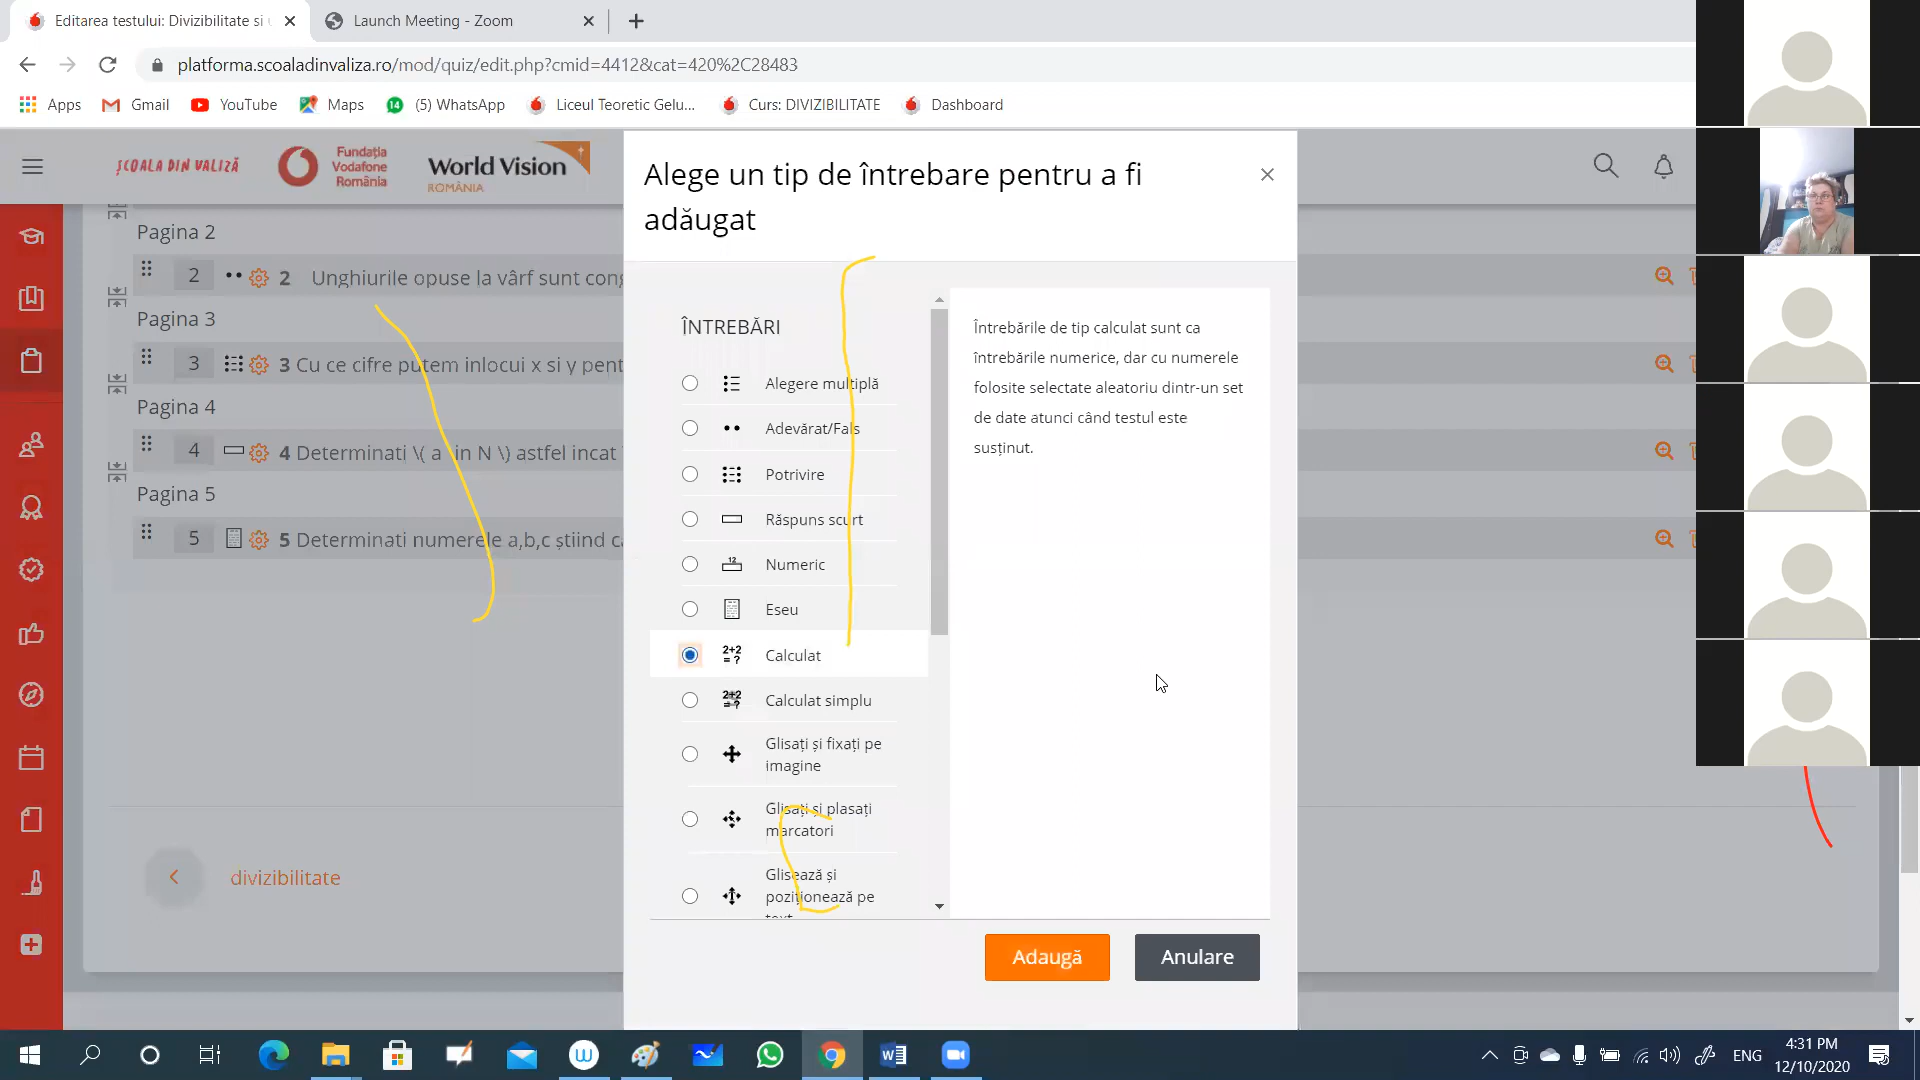 Editarea testului: Divizibilitate si
Launch Meeting - Zoom
platforma.scoaladinvaliza.ro/mod/quiz/edit.php?cmid=4412&cat=420%2C28483
Apps
Gmail
YouTube
Maps
(5) WhatsApp
Liceul Teoretic Gelu...
Curs: DIVIZIBILITATE
Dashboard
ȘCOALA DIN VALIZĂ
Fundația
Vodafone
România
World Vision
ROMÂNIA
Pagina 2
2 2 Unghiurile opuse la vârf sunt cong
Pagina 3
3 3 Cu ce cifre putem inlocui x si y pent
Pagina 4
4 4 Determinati \( a in N \) astfel incat
Pagina 5
5 5 Determinati numerele a,b,c știind ca
divizibilitate
Alege un tip de întrebare pentru a fi
adăugat
ÎNTREBĂRI
Alegere multiplă
Adevărat/Fals
Potrivire
Răspuns scurt
Numeric
Eseu
2+2
= ?
Calculat
Calculat simplu
Glisați și fixați pe
imagine
Glisați și plasați
marcatori
Glisează și
poziționează pe
text
Întrebările de tip calculat sunt ca
întrebările numerice, dar cu numerele
folosite selectate aleatoriu dintr-un set
de date atunci când testul este
susținut.
Adaugă
Anulare
ENG
4:31 PM
12/10/2020